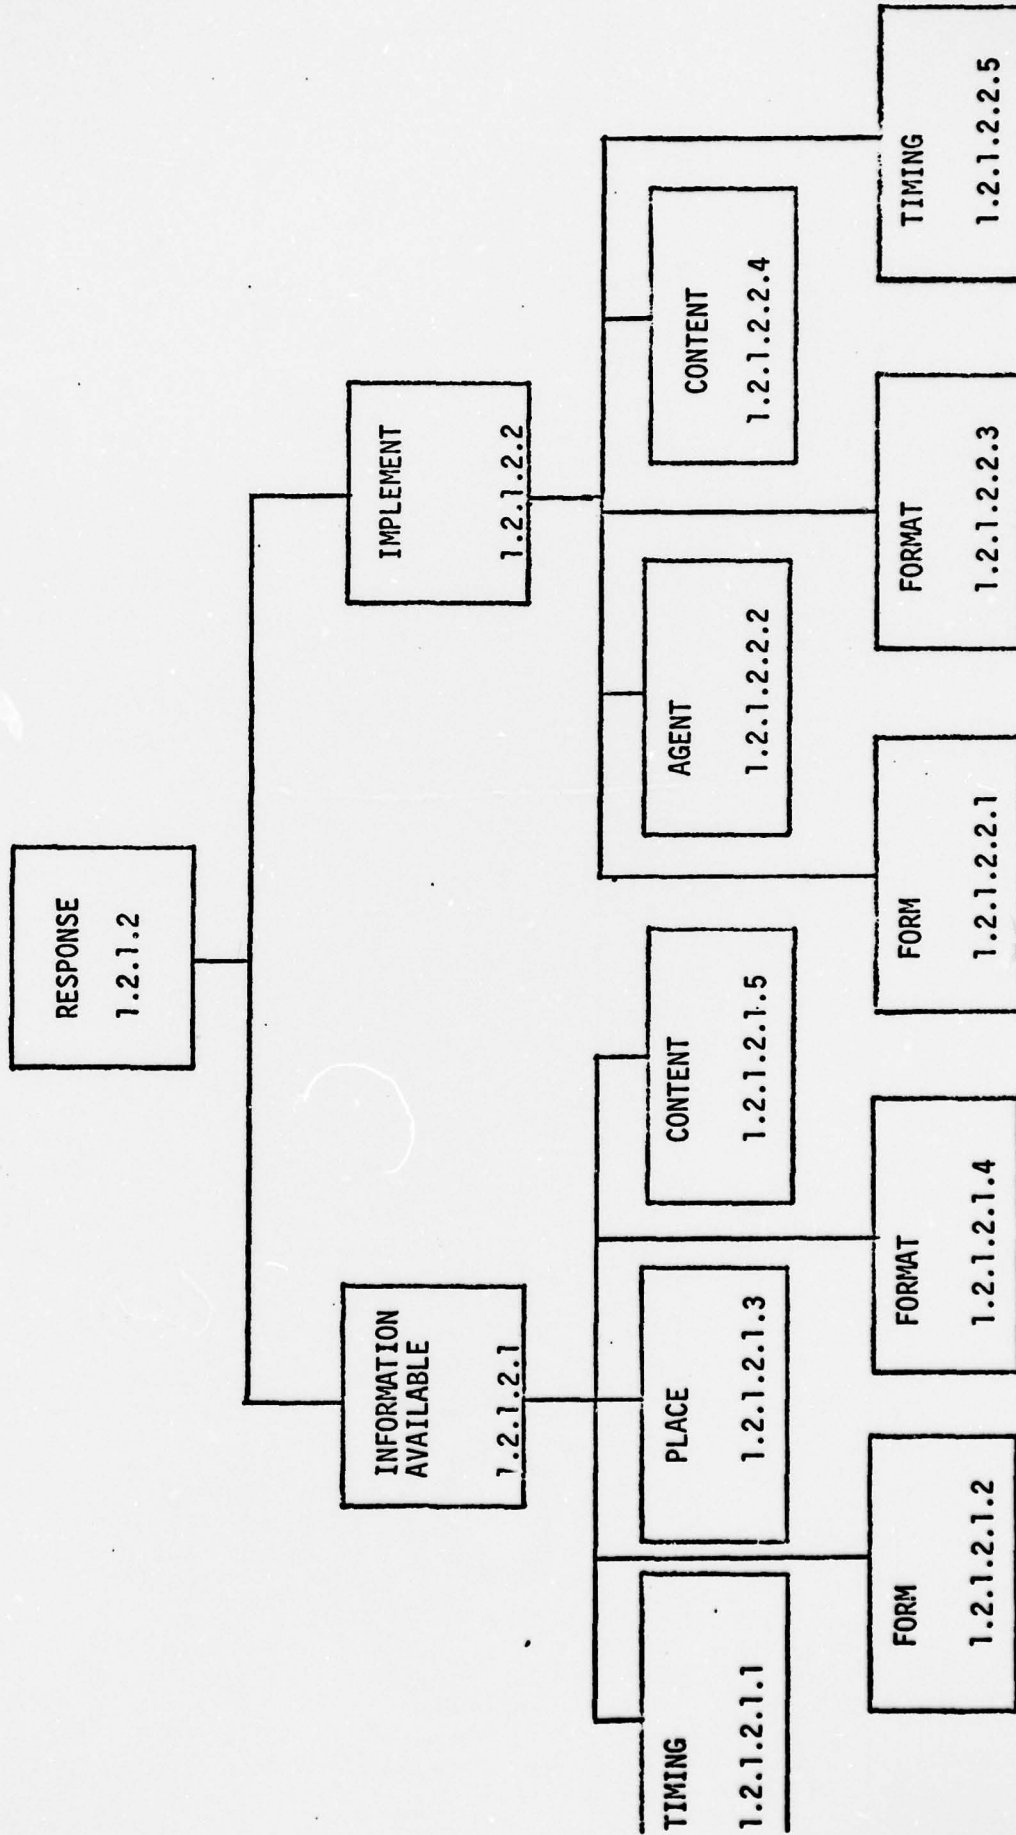 RESPONSE
1.2.1.2
INFORMATION
AVAILABLE
1.2.1.2.1
IMPLEMENT
1.2.1.2.2
TIMING
1.2.1.2.1.1
PLACE
1.2.1.2.1.3
CONTENT
1.2.1.2.1.5
AGENT
1.2.1.2.2.2
CONTENT
1.2.1.2.2.4
FORM
1.2.1.2.1.2
FORMAT
1.2.1.2.1.4
FORM
1.2.1.2.2.1
FORMAT
1.2.1.2.2.3
TIMING
1.2.1.2.2.5